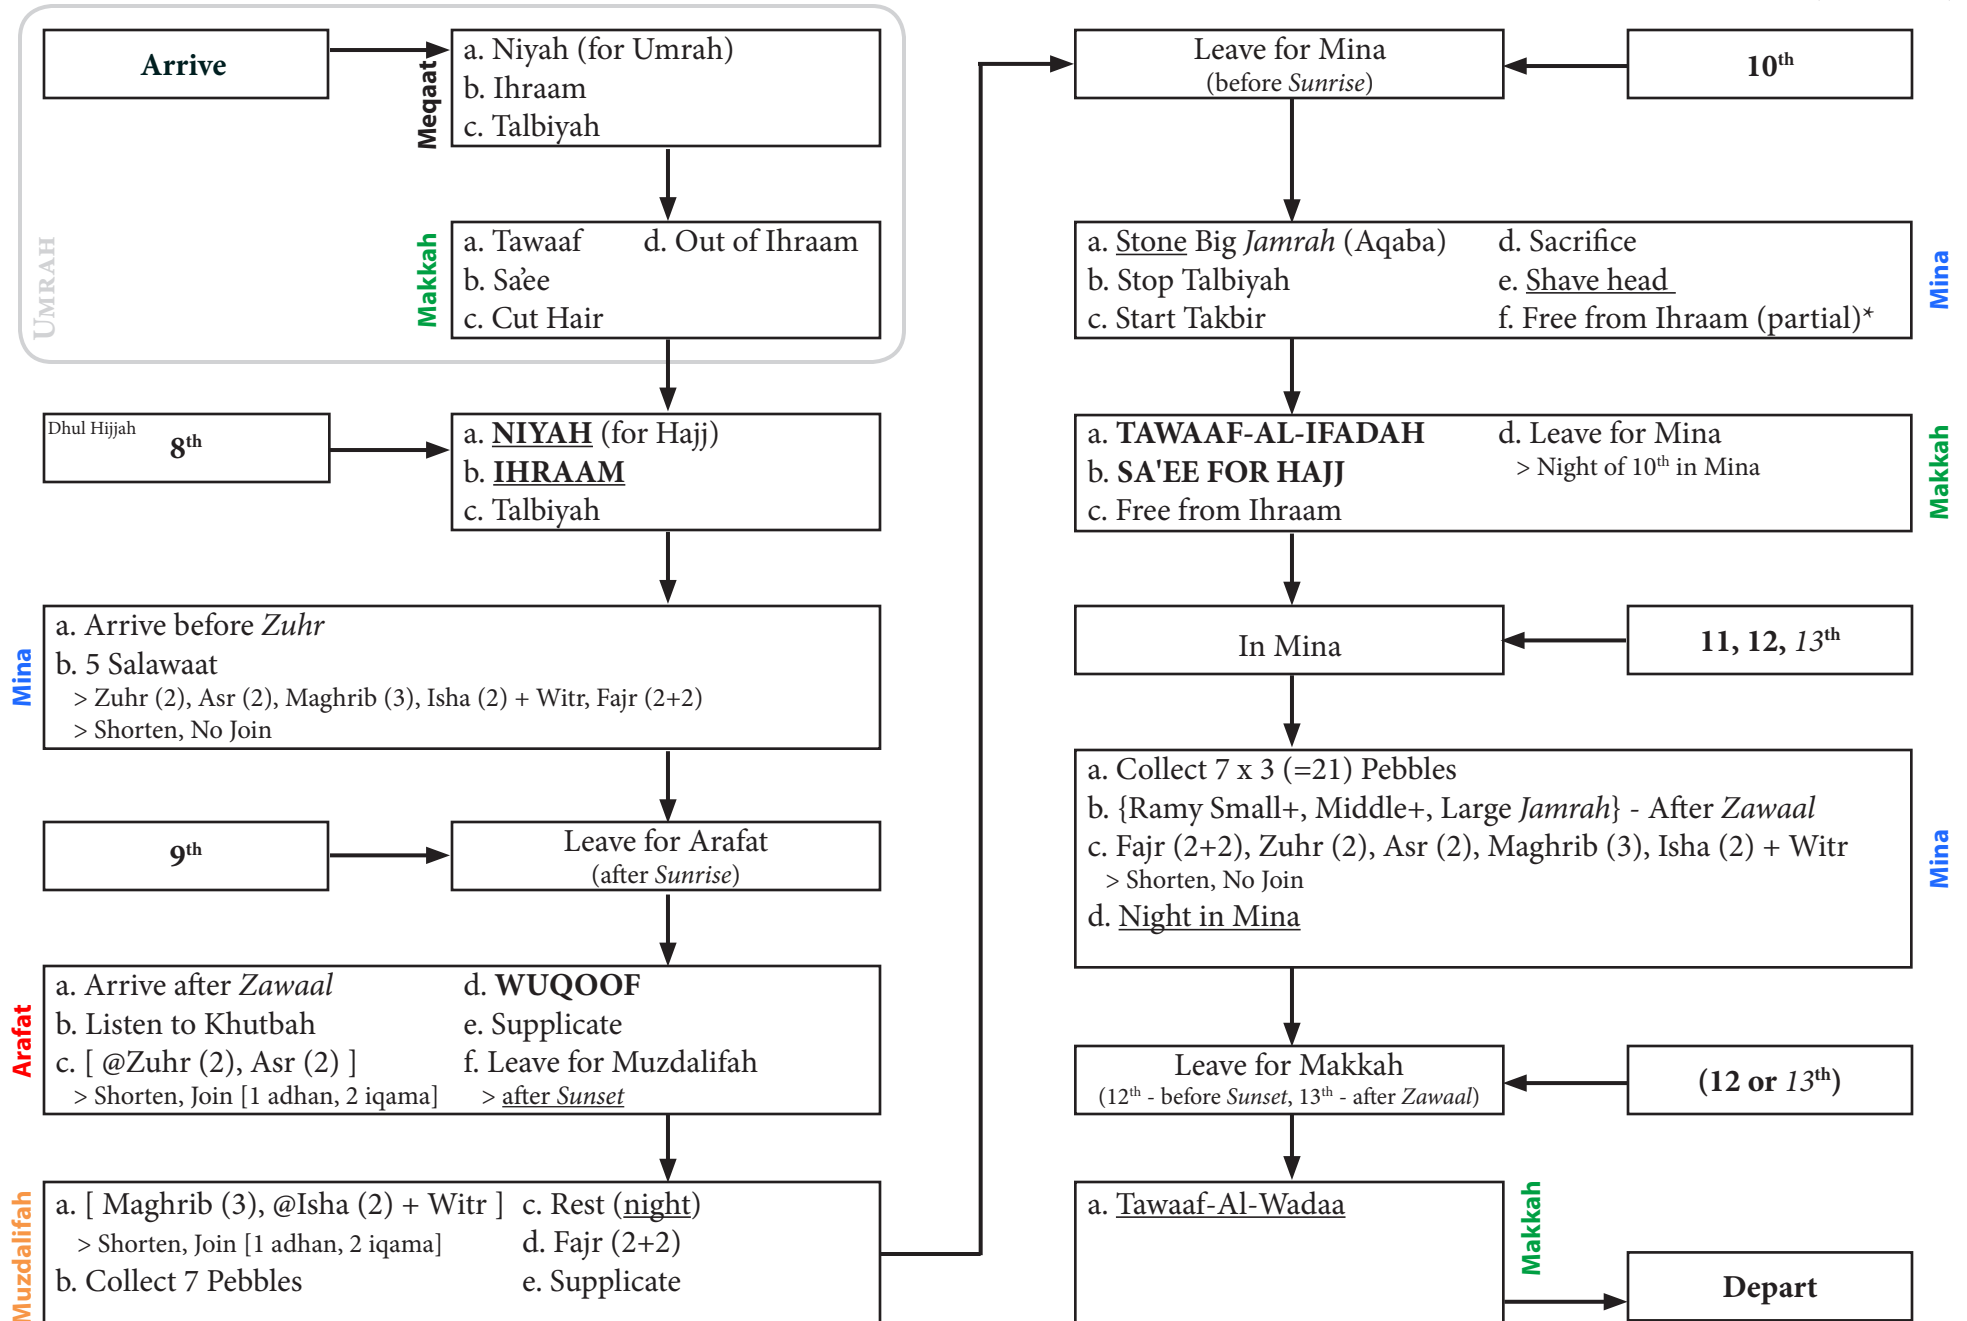 Arrive
Meqaat
a. Niyah (for Umrah)
b. Ihraam
c. Talbiyah
UMRAH
Makkah
a. Tawaaf
b. Sa'ee
c. Cut Hair
d. Out of Ihraam
Dhul Hijjah
8th
a. NIYAH (for Hajj)
b. IHRAAM
c. Talbiyah
Mina
a. Arrive before Zuhr
b. 5 Salawaat
> Zuhr (2), Asr (2), Maghrib (3), Isha (2) + Witr, Fajr (2+2)
> Shorten, No Join
9th
Leave for Arafat
(after Sunrise)
Arafat
a. Arrive after Zawaal
b. Listen to Khutbah
c. [ @Zuhr (2), Asr (2) ]
> Shorten, Join [1 adhan, 2 iqama]
d. WUQOOF
e. Supplicate
f. Leave for Muzdalifah
> after Sunset
Muzdalifah
a. [ Maghrib (3), @Isha (2) + Witr ]
> Shorten, Join [1 adhan, 2 iqama]
b. Collect 7 Pebbles
c. Rest (night)
d. Fajr (2+2)
e. Supplicate
Leave for Mina
(before Sunrise)
10th
a. Stone Big Jamrah (Aqaba)
b. Stop Talbiyah
c. Start Takbir
d. Sacrifice
e. Shave head
f. Free from Ihraam (partial)*
Mina
a. TAWAAF-AL-IFADAH
b. SA'EE FOR HAJJ
c. Free from Ihraam
d. Leave for Mina
> Night of 10th in Mina
Makkah
In Mina
11, 12, 13th
a. Collect 7 x 3 (=21) Pebbles
b. {Ramy Small+, Middle+, Large Jamrah} - After Zawaal
c. Fajr (2+2), Zuhr (2), Asr (2), Maghrib (3), Isha (2) + Witr
> Shorten, No Join
d. Night in Mina
Mina
Leave for Makkah
(12th - before Sunset, 13th - after Zawaal)
(12 or 13th)
a. Tawaaf-Al-Wadaa
Makkah
Depart